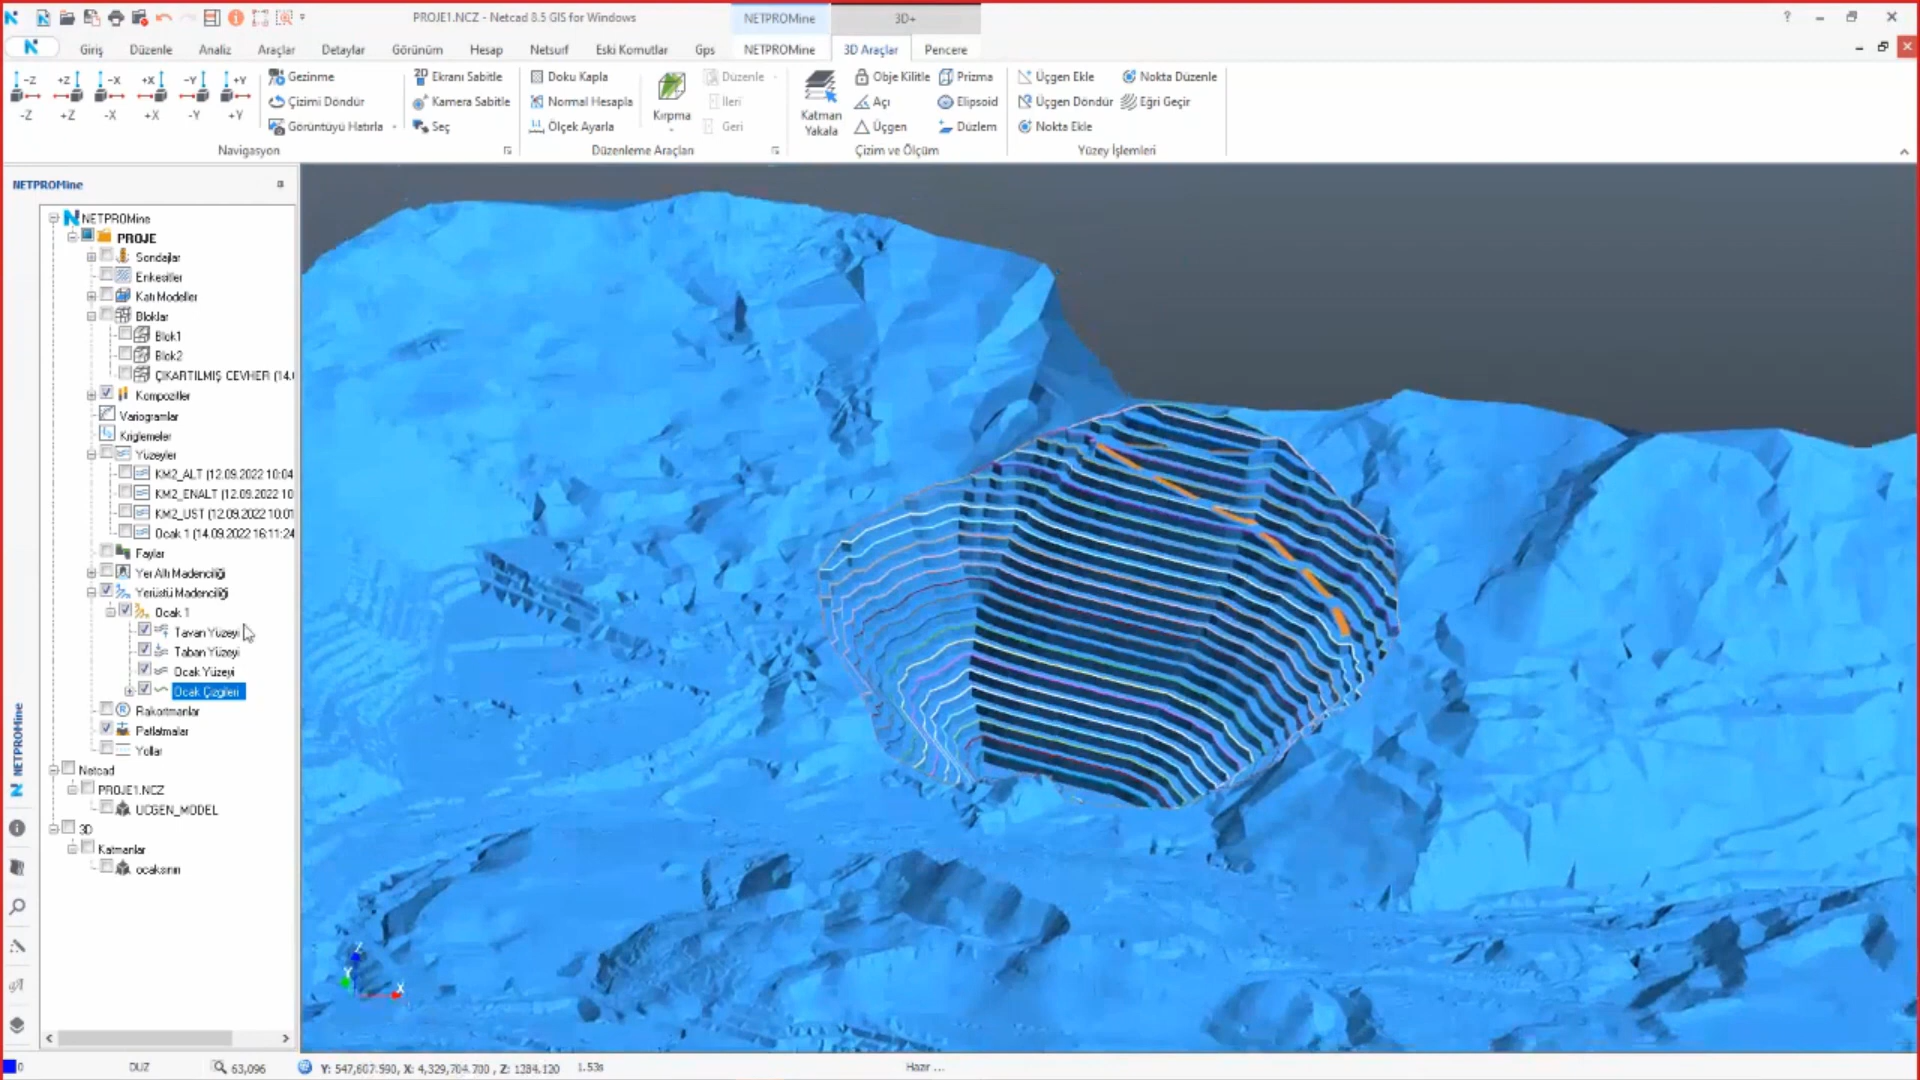 PROJE1.NCZ - Netcad 8.5 GIS for Windows
NETPROMine
3D+
Giriş
Düzenle
Analiz
Araçlar
Detaylar
Görünüm
Hesap
Netsurf
Eski Komutlar
Gps
NETPROMine
3D Araçlar
Pencere
-Z
+Z
-X
+X
-Y
+Y
-Z
+Z
-X
+X
-Y
+Y
Gezinme
Çizimi Döndür
Görüntüyü Hatırla
Navigasyon
2D Ekranı Sabitle
Kamera Sabitle
Seç
Doku Kapla
Normal Hesapla
Ölçek Ayarla
Kırpma
Düzenle
İleri
Geri
Düzenleme Araçları
Katman Yakala
Obje Kilitle
Açı
Üçgen
Prizma
Elipsoid
Düzlem
Çizim ve Ölçüm
Üçgen Ekle
Üçgen Döndür
Nokta Ekle
Nokta Düzenle
Eğri Geçir
Yüzey İşlemleri
NETPROMine
NETPROMine
PROJE
Sondajlar
Enkesitler
Katı Modeller
Bloklar
Blok1
Blok2
ÇIKARTILMIŞ CEVHER (14.
Kompozitler
Variogramlar
Kriglemeler
Yüzeyler
KM2_ALT (12.09.2022 10:04
KM2_ENALT (12.09.2022 10
KM2_UST (12.09.2022 10:01
Ocak 1 (14.09.2022 16:11:24
Faylar
Yer Altı Madenciliği
Yerüstü Madenciliği
Ocak 1
Tavan Yüzeyi
Taban Yüzeyi
Ocak Yüzeyi
Ocak Çizgileri
Rakortmanlar
Patlatmalar
Yollar
Netcad
PROJE1.NCZ
UCGEN_MODEL
3D
Katmanlar
ocaksınırı
NETPROMine
Z
Y
X
0
DUZ
63,096
Y: 547,607.590, X: 4,329,704.700 , Z: 1284.120
1.53s
Hazır ...